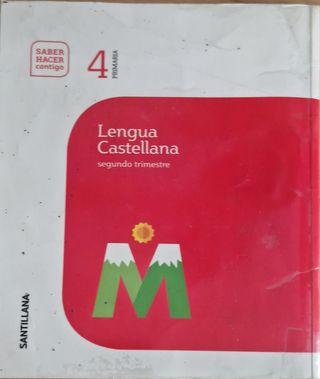 SABER
HACER
contigo
4
PRIMARIA
Lengua
Castellana
segundo trimestre
M
SANTILLANA